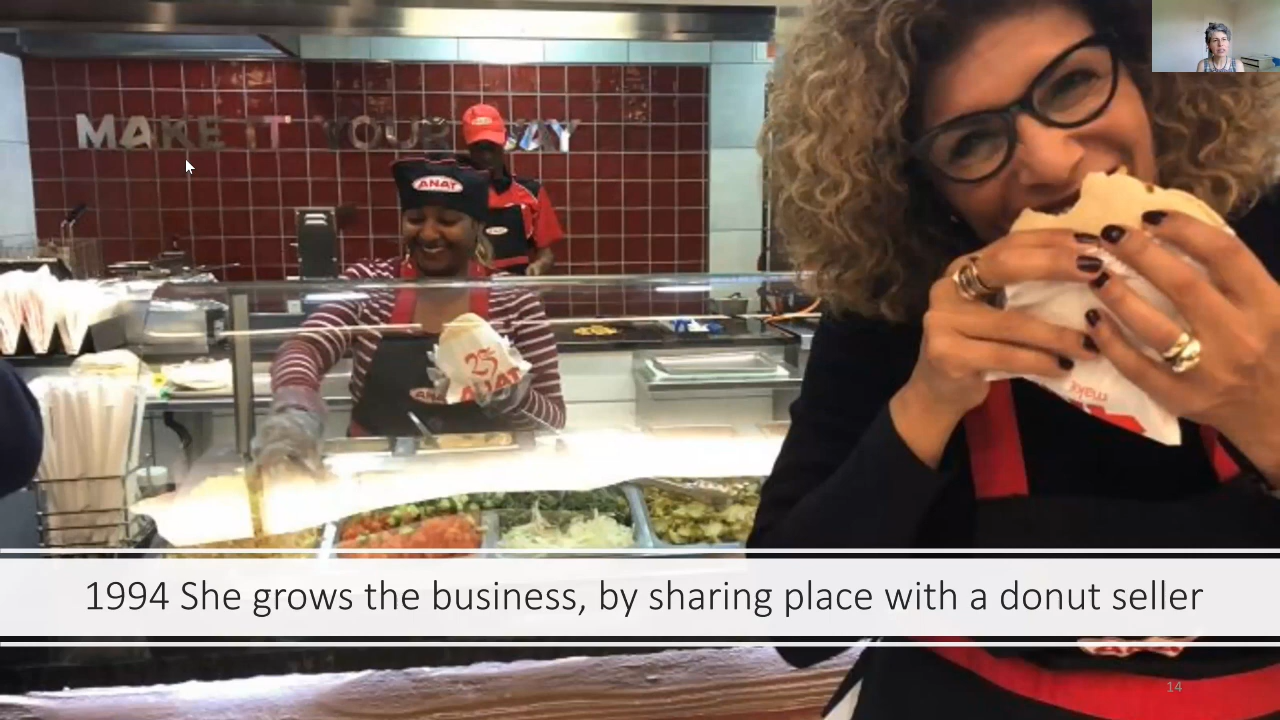 MAKE IT YOUR WAY
ANAT
25
ANAT
make
1994 She grows the business, by sharing place with a donut seller
14